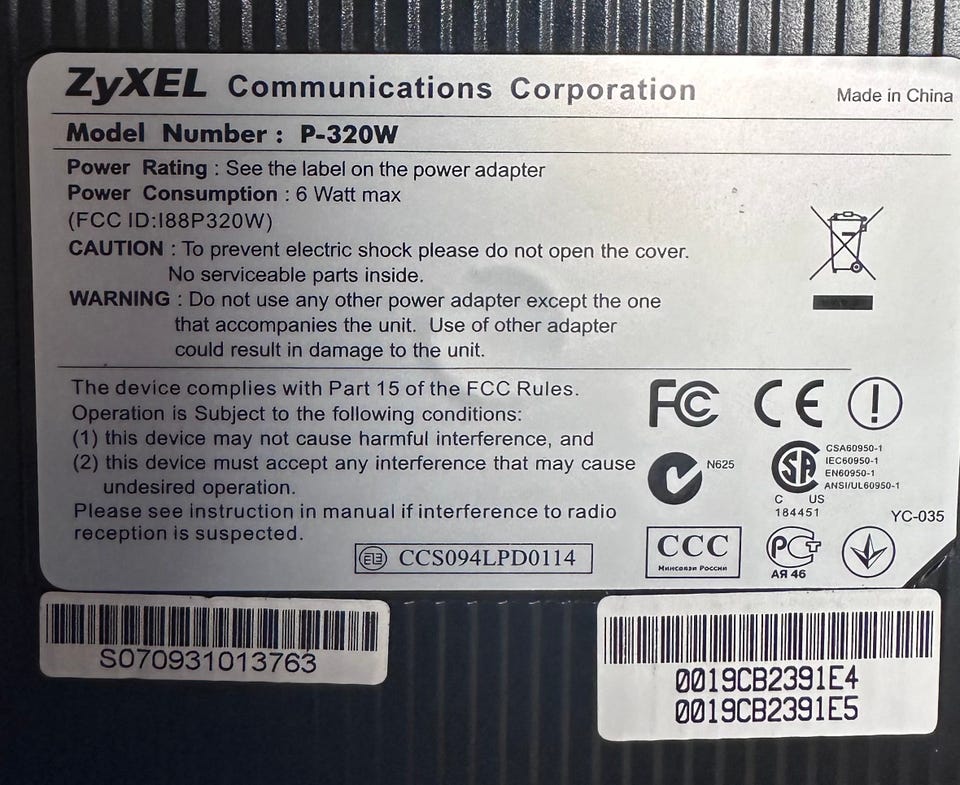 ZyXEL Communications Corporation
Made in China
Model Number : P-320W
Power Rating : See the label on the power adapter
Power Consumption : 6 Watt max
(FCC ID:I88P320W)
CAUTION : To prevent electric shock please do not open the cover.
No serviceable parts inside.
WARNING : Do not use any other power adapter except the one
that accompanies the unit. Use of other adapter
could result in damage to the unit.
The device complies with Part 15 of the FCC Rules.
Operation is Subject to the following conditions:
(1) this device may not cause harmful interference, and
(2) this device must accept any interference that may cause
undesired operation.
Please see instruction in manual if interference to radio
reception is suspected.
CCS094LPD0114
FC CE
N625
SA
CSA60950-1
IEC60950-1
EN60950-1
ANSI/UL60950-1
C US
184451
YC-035
CCC
Минсвязи России
РСТ
АЯ 46
S070931013763
0019CB2391E4
0019CB2391E5